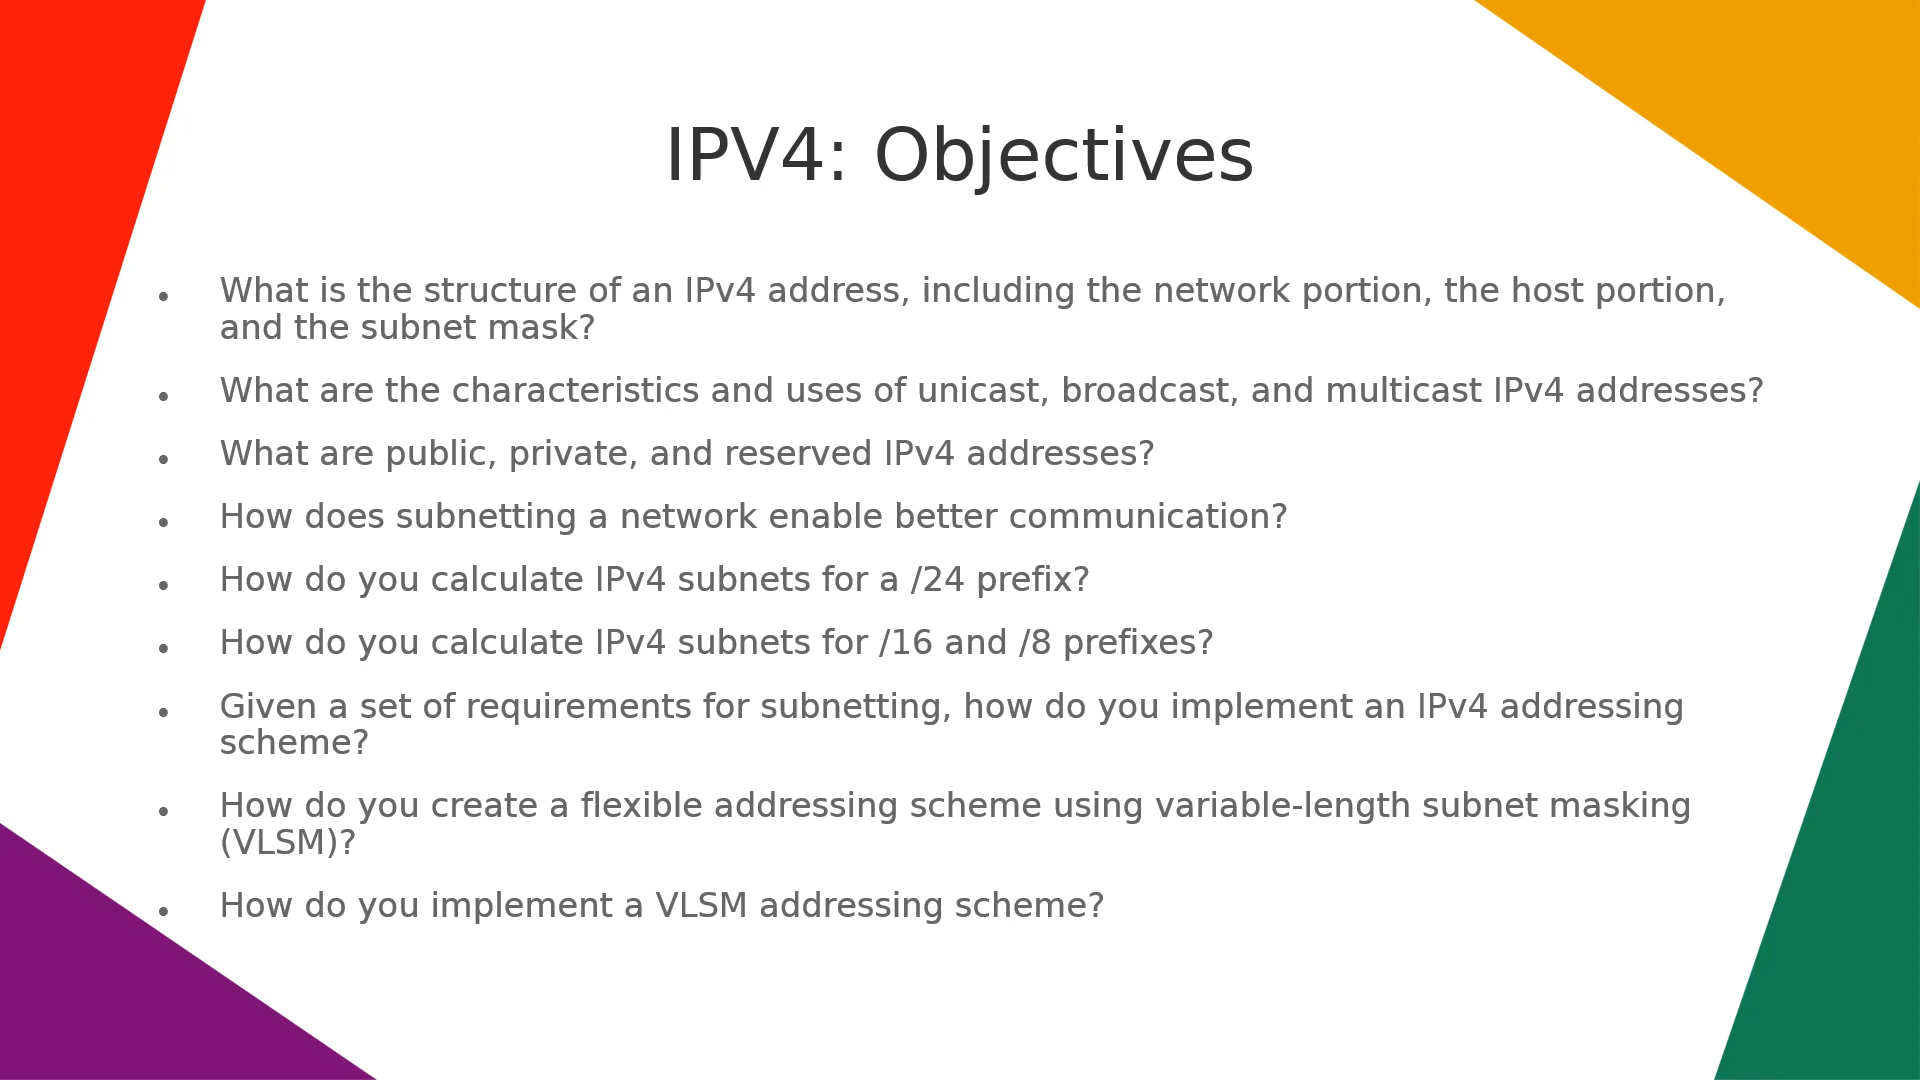 IPV4: Objectives
• What is the structure of an IPv4 address, including the network portion, the host portion,
and the subnet mask?
• What are the characteristics and uses of unicast, broadcast, and multicast IPv4 addresses?
• What are public, private, and reserved IPv4 addresses?
• How does subnetting a network enable better communication?
• How do you calculate IPv4 subnets for a /24 prefix?
• How do you calculate IPv4 subnets for /16 and /8 prefixes?
• Given a set of requirements for subnetting, how do you implement an IPv4 addressing
scheme?
• How do you create a flexible addressing scheme using variable-length subnet masking
(VLSM)?
• How do you implement a VLSM addressing scheme?